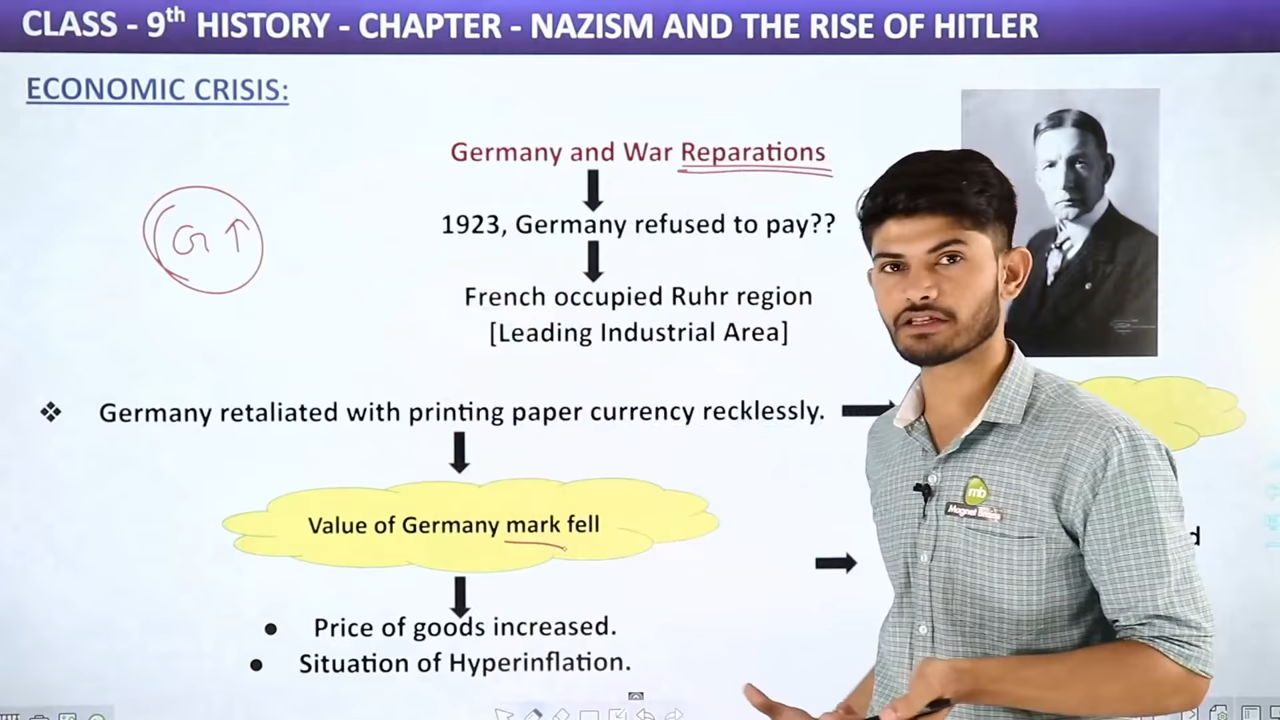 CLASS - 9th HISTORY - CHAPTER - NAZISM AND THE RISE OF HITLER
ECONOMIC CRISIS:
Germany and War Reparations
G ↑
1923, Germany refused to pay??
French occupied Ruhr region
[Leading Industrial Area]
❖ Germany retaliated with printing paper currency recklessly.
Value of Germany mark fell
● Price of goods increased.
● Situation of Hyperinflation.
mb
Magnet
d